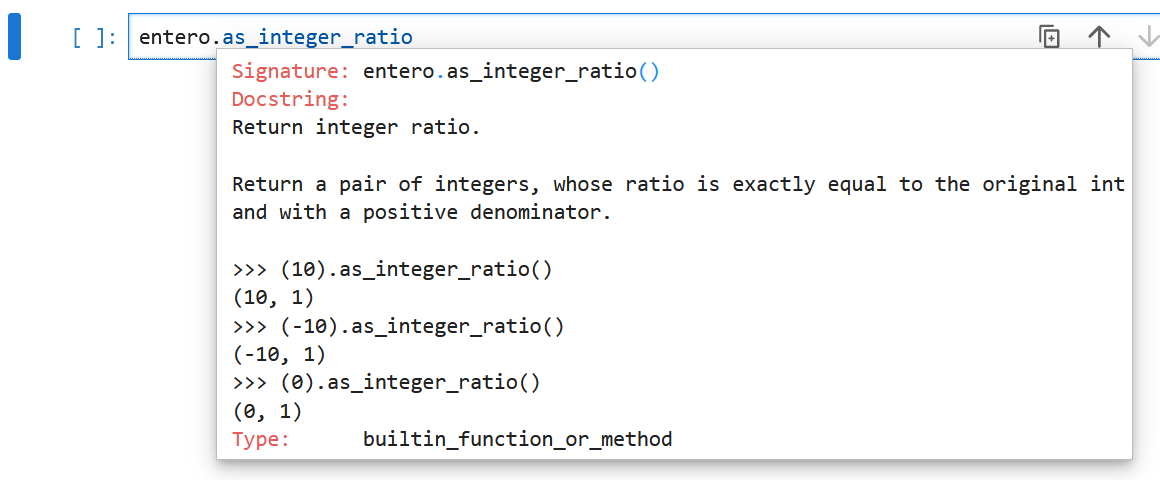 [ ]: entero.as_integer_ratio
Signature: entero.as_integer_ratio()
Docstring:
Return integer ratio.
Return a pair of integers, whose ratio is exactly equal to the original int
and with a positive denominator.
>>> (10).as_integer_ratio()
(10, 1)
>>> (-10).as_integer_ratio()
(-10, 1)
>>> (0).as_integer_ratio()
(0, 1)
Type:      builtin_function_or_method